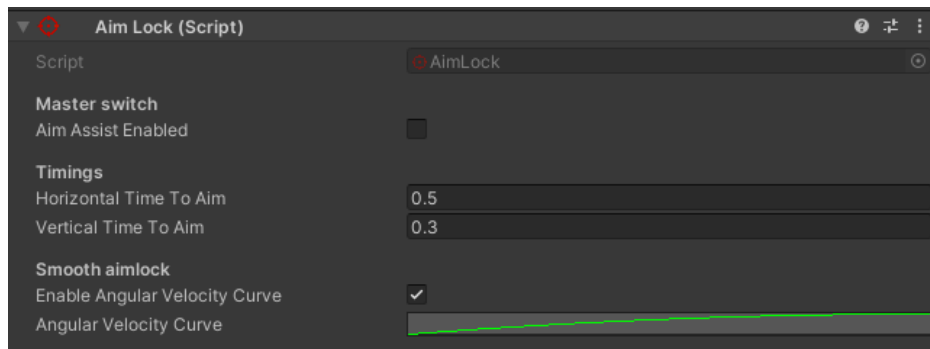 Aim Lock (Script)
Script AimLock
Master switch
Aim Assist Enabled
Timings
Horizontal Time To Aim 0.5
Vertical Time To Aim 0.3
Smooth aimlock
Enable Angular Velocity Curve
Angular Velocity Curve